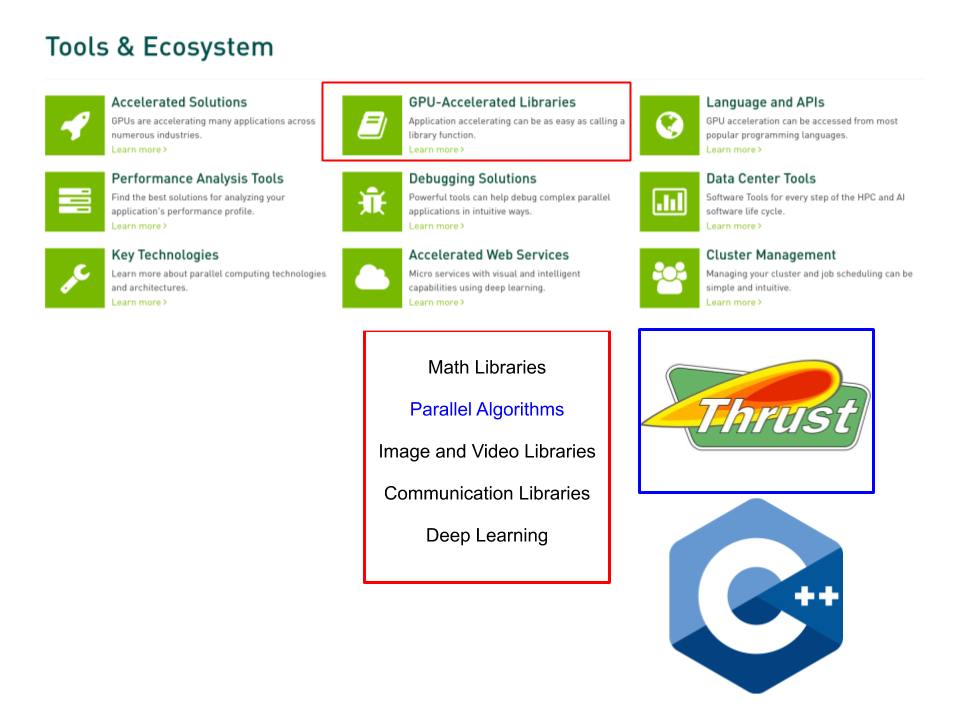 Tools & Ecosystem
Accelerated Solutions
GPUs are accelerating many applications across
numerous industries.
Learn more >
GPU-Accelerated Libraries
Application accelerating can be as easy as calling a
library function.
Learn more >
Language and APIs
GPU acceleration can be accessed from most
popular programming languages.
Learn more >
Performance Analysis Tools
Find the best solutions for analyzing your
application's performance profile.
Learn more >
Debugging Solutions
Powerful tools can help debug complex parallel
applications in intuitive ways.
Learn more >
Data Center Tools
Software Tools for every step of the HPC and AI
software life cycle.
Learn more >
Key Technologies
Learn more about parallel computing technologies
and architectures.
Learn more >
Accelerated Web Services
Micro services with visual and intelligent
capabilities using deep learning.
Learn more >
Cluster Management
Managing your cluster and job scheduling can be
simple and intuitive.
Learn more >
Math Libraries
Parallel Algorithms
Image and Video Libraries
Communication Libraries
Deep Learning
Thrust
C++